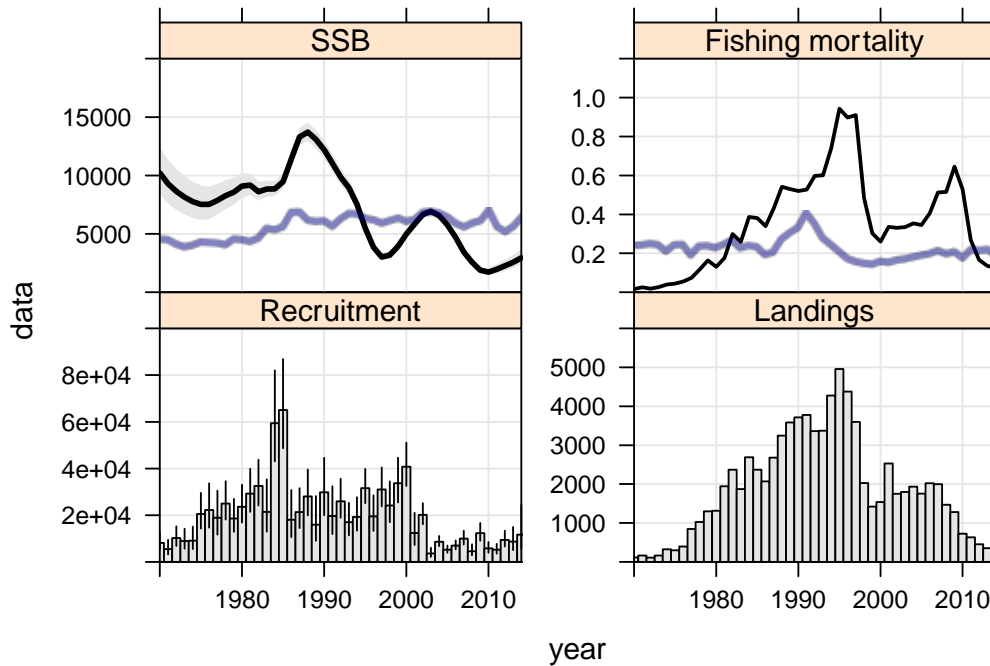 SSB
Fishing mortality
15000
10000
5000
1.0
0.8
0.6
0.4
0.2
data
Recruitment
Landings
8e+04
6e+04
4e+04
2e+04
5000
4000
3000
2000
1000
1980 1990 2000 2010
1980 1990 2000 2010
year